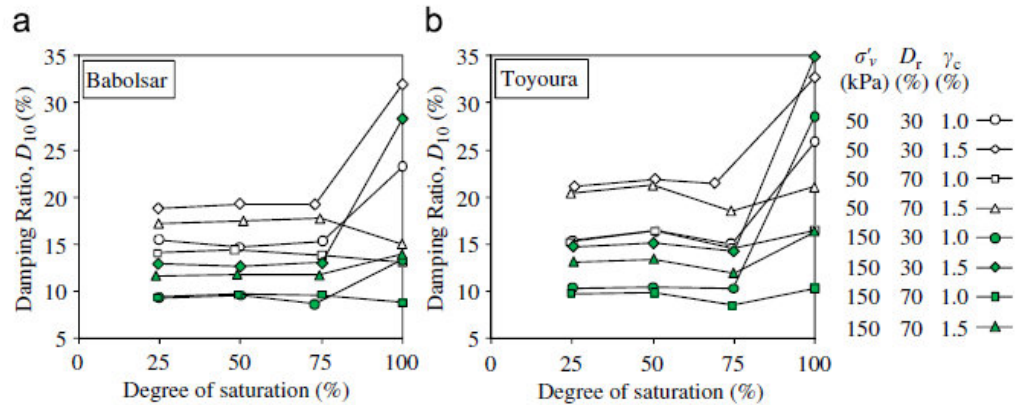 a
Babolsar
Damping Ratio, D10 (%)
35
30
25
20
15
10
5
0 25 50 75 100
Degree of saturation (%)
b
Toyoura
Damping Ratio, D10 (%)
35
30
25
20
15
10
5
0 25 50 75 100
Degree of saturation (%)
σ′v Dr γc
(kPa) (%) (%)
50 30 1.0
50 30 1.5
50 70 1.0
50 70 1.5
150 30 1.0
150 30 1.5
150 70 1.0
150 70 1.5